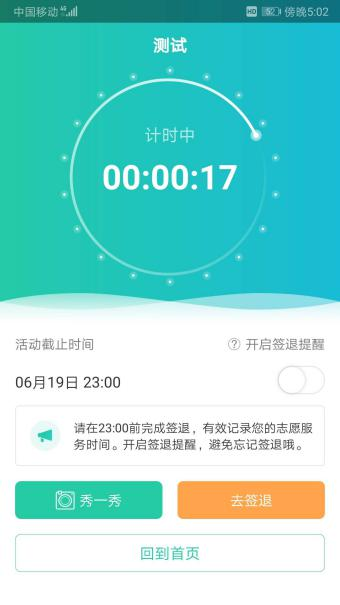 中国移动 4G HD 52 傍晚5:02
测试
计时中
00:00:17
活动截止时间 ? 开启签退提醒
06月19日 23:00
请在23:00前完成签退，有效记录您的志愿服
务时间。开启签退提醒，避免忘记签退哦。
秀一秀 去签退
回到首页